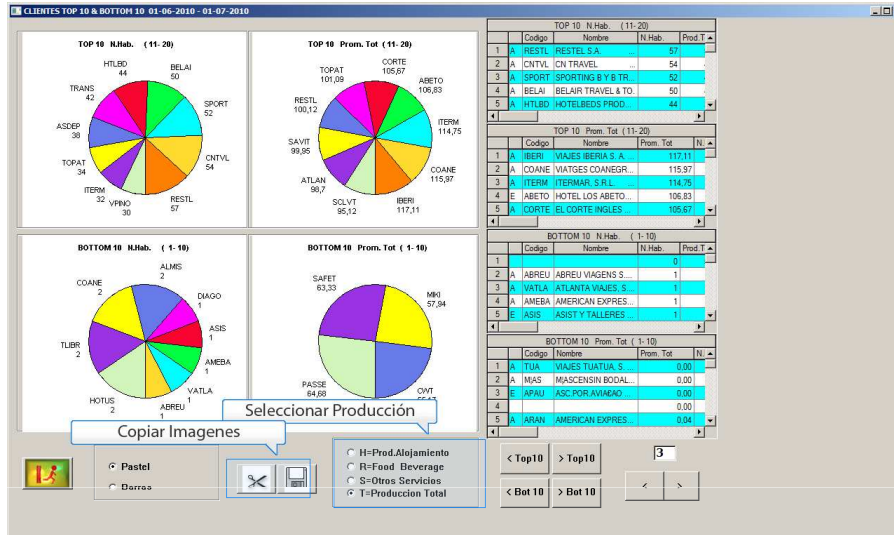 CLIENTES TOP 10 & BOTTOM 10 01-06-2010 - 01-07-2010
TOP 10 N.Hab. ( 11- 20)
HTLBD
44
BELAI
50
TRANS
42
SPORT
52
ASDEP
38
CNTVL
54
TOPAT
34
ITERM
32
VPINO
30
RESTL
57
TOP 10 Prom. Tot ( 11- 20)
CORTE
105,67
TOPAT
101,09
ABETO
106,83
RESTL
100,12
ITERM
114,75
SAVIT
99,95
COANE
115,97
ATLAN
98,7
SCLVT
95,12
IBERI
117,11
TOP 10 N.Hab. ( 11- 20)
Codigo Nombre N.Hab. Prod.T
1 A RESTL RESTEL S.A. ... 57
2 A CNTVL CN TRAVEL ... 54
3 A SPORT SPORTING B Y B TR... 52
4 A BELAI BELAIR TRAVEL & TO. 50
5 A HTLBD HOTELBEDS PROD... 44
TOP 10 Prom. Tot ( 11- 20)
Codigo Nombre Prom. Tot N.
1 A IBERI VIAJES IBERIA S. A. ... 117,11
2 A COANE VIATGES COANEGR... 115,97
3 A ITERM ITERMAR, S.R.L. ... 114,75
4 E ABETO HOTEL LOS ABETO... 106,83
5 A CORTE EL CORTE INGLES ... 105,67
BOTTOM 10 N.Hab. ( 1- 10)
ALMIS
2
COANE
2
DIAGO
1
ASIS
1
TLIBR
2
AMEBA
1
VATLA
1
HOTUS
2
ABREU
1
BOTTOM 10 Prom. Tot ( 1- 10)
SAFET
63,33
MIKI
57,94
PASSE
64,68
CWT
BOTTOM 10 N.Hab. ( 1- 10)
Codigo Nombre N.Hab. Prod.T
1 0
2 A ABREU ABREU VIAGENS S.... 1
3 A VATLA ATLANTA VIAJES, S.... 1
4 A AMEBA AMERICAN EXPRES... 1
5 E ASIS ASIST Y TALLERES ... 1
BOTTOM 10 Prom. Tot ( 1- 10)
Codigo Nombre Prom. Tot N.
1 A TUA VIAJES TUATUA, S. ... 0,00
2 A M|AS M|ASCENSIN BODAL... 0,00
3 E APAU ASC.POR.AVIA€AO ... 0,00
4 0,00
5 A ARAN AMERICAN EXPRES... 0,04
Seleccionar Producción
Copiar Imagenes
Pastel
Barras
H=Prod.Alojamiento
R=Food Beverage
S=Otros Servicios
T=Produccion Total
< Top10 > Top10
< Bot 10 > Bot 10
3
< >